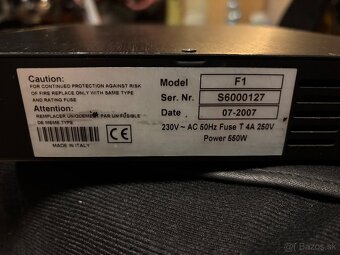 Caution:
FOR CONTINUED PROTECTION AGAINST RISK
OF FIRE REPLACE ONLY WITH SAME TYPE
AND RATING FUSE
Attention:
REMPLACER UNIQUEMENT PAR UN FUSIBLE
DE MEME TYPE
MADE IN ITALY
CE
Model F1
Ser. Nr. S6000127
Date 07-2007
230V ~ AC 50Hz Fuse T 4A 250V
Power 550W
Bazos.sk